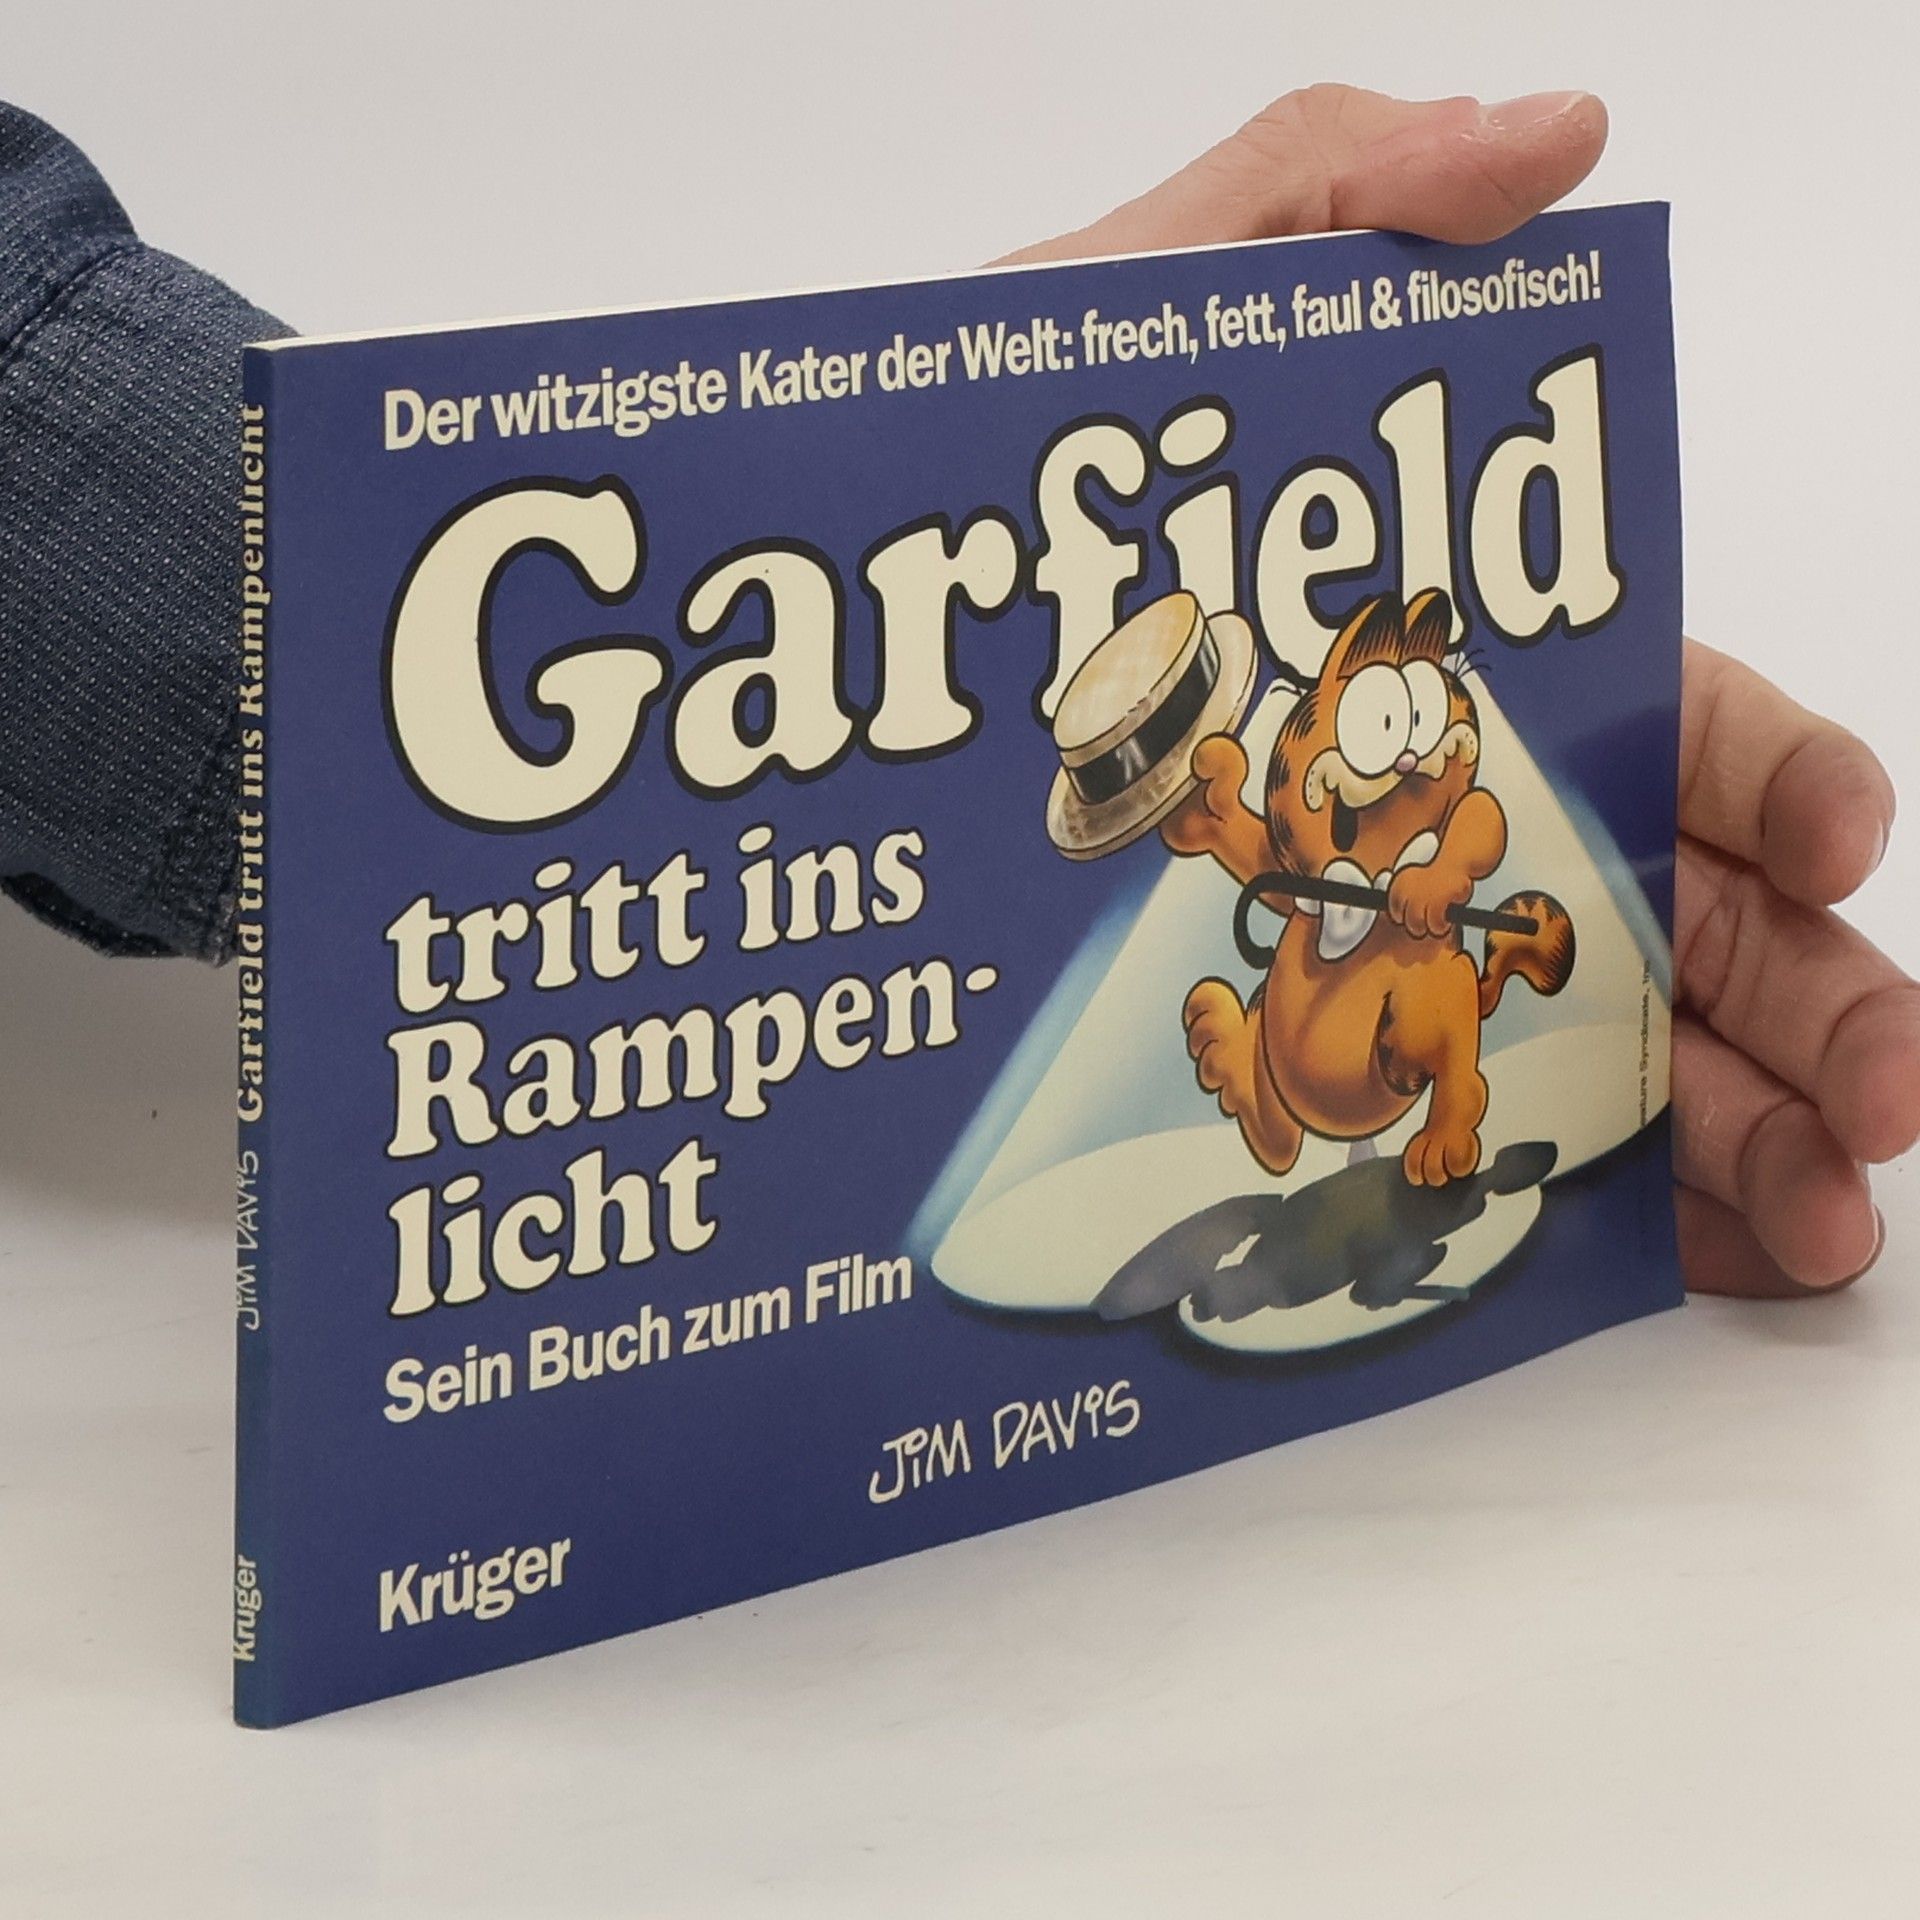 Der witzigste Kater der Welt: frech, fett, faul & filosofisch!
Garfield
tritt ins
Rampen-
licht
Sein Buch zum Film
JIM DAVIS
Krüger
Garfield tritt ins Rampenlicht
JIM DAVIS
Krüger
Syndicate,